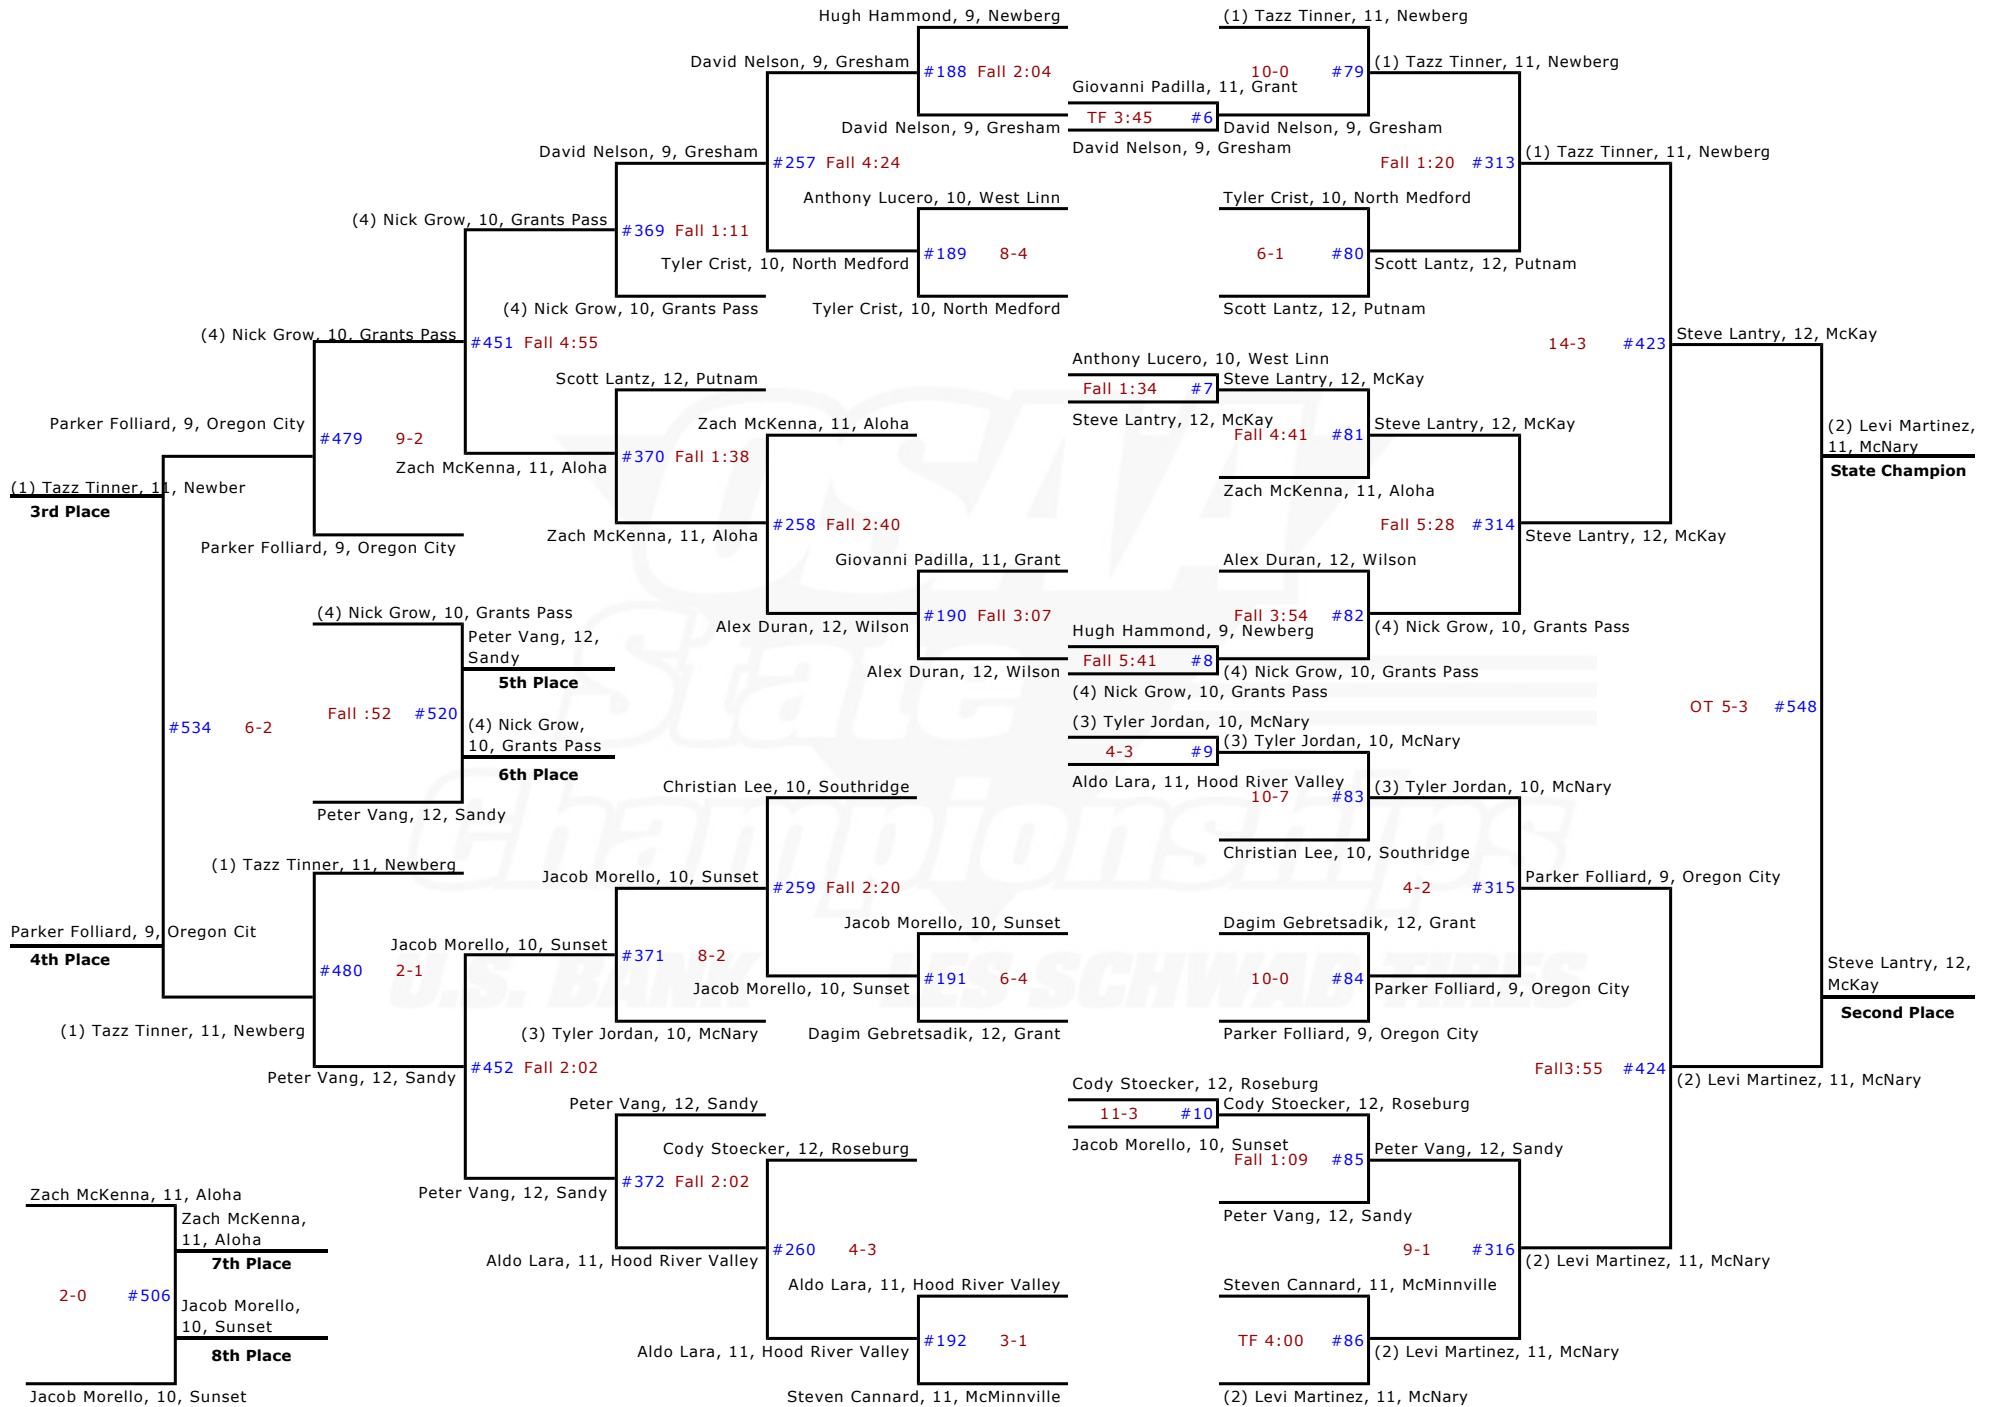 Hugh Hammond, 9, Newberg
(1) Tazz Tinner, 11, Newberg
David Nelson, 9, Gresham
#188 Fall 2:04
10-0 #79
(1) Tazz Tinner, 11, Newberg
Giovanni Padilla, 11, Grant
TF 3:45 #6
David Nelson, 9, Gresham
David Nelson, 9, Gresham
David Nelson, 9, Gresham
David Nelson, 9, Gresham
#257 Fall 4:24
Fall 1:20 #313
(1) Tazz Tinner, 11, Newberg
Anthony Lucero, 10, West Linn
Tyler Crist, 10, North Medford
(4) Nick Grow, 10, Grants Pass
#369 Fall 1:11
#189 8-4
6-1 #80
Tyler Crist, 10, North Medford
Scott Lantz, 12, Putnam
(4) Nick Grow, 10, Grants Pass
Tyler Crist, 10, North Medford
Scott Lantz, 12, Putnam
(4) Nick Grow, 10, Grants Pass
#451 Fall 4:55
14-3 #423
Steve Lantry, 12, McKay
Anthony Lucero, 10, West Linn
Scott Lantz, 12, Putnam
Fall 1:34 #7
Steve Lantry, 12, McKay
Parker Folliard, 9, Oregon City
Zach McKenna, 11, Aloha
Steve Lantry, 12, McKay
Steve Lantry, 12, McKay
#479 9-2
Fall 4:41 #81
(2) Levi Martinez,
11, McNary
State Champion
Zach McKenna, 11, Aloha
#370 Fall 1:38
(1) Tazz Tinner, 11, Newber
3rd Place
Zach McKenna, 11, Aloha
#258 Fall 2:40
Fall 5:28 #314
Zach McKenna, 11, Aloha
Steve Lantry, 12, McKay
Parker Folliard, 9, Oregon City
Giovanni Padilla, 11, Grant
Alex Duran, 12, Wilson
(4) Nick Grow, 10, Grants Pass
#190 Fall 3:07
Fall 3:54 #82
Alex Duran, 12, Wilson
Hugh Hammond, 9, Newberg
(4) Nick Grow, 10, Grants Pass
Peter Vang, 12,
Sandy
5th Place
Fall 5:41 #8
Alex Duran, 12, Wilson
(4) Nick Grow, 10, Grants Pass
(4) Nick Grow, 10, Grants Pass
Fall :52 #520
OT 5-3 #548
#534 6-2
(4) Nick Grow,
10, Grants Pass
6th Place
(3) Tyler Jordan, 10, McNary
4-3 #9
(3) Tyler Jordan, 10, McNary
Christian Lee, 10, Southridge
Aldo Lara, 11, Hood River Valley
(3) Tyler Jordan, 10, McNary
10-7 #83
Peter Vang, 12, Sandy
Christian Lee, 10, Southridge
(1) Tazz Tinner, 11, Newberg
Jacob Morello, 10, Sunset
#259 Fall 2:20
4-2 #315
Parker Folliard, 9, Oregon City
Jacob Morello, 10, Sunset
Dagim Gebretsadik, 12, Grant
Parker Folliard, 9, Oregon Cit
4th Place
Jacob Morello, 10, Sunset
#371 8-2
#480 2-1
#191 6-4
10-0 #84
Jacob Morello, 10, Sunset
Parker Folliard, 9, Oregon City
Steve Lantry, 12,
McKay
Second Place
(1) Tazz Tinner, 11, Newberg
(3) Tyler Jordan, 10, McNary
Dagim Gebretsadik, 12, Grant
Parker Folliard, 9, Oregon City
Peter Vang, 12, Sandy
#452 Fall 2:02
Fall3:55 #424
(2) Levi Martinez, 11, McNary
Cody Stoecker, 12, Roseburg
Peter Vang, 12, Sandy
11-3 #10
Cody Stoecker, 12, Roseburg
Cody Stoecker, 12, Roseburg
Jacob Morello, 10, Sunset
Peter Vang, 12, Sandy
Fall 1:09 #85
#372 Fall 2:02
Peter Vang, 12, Sandy
Zach McKenna, 11, Aloha
Zach McKenna,
11, Aloha
7th Place
Peter Vang, 12, Sandy
#260 4-3
9-1 #316
Aldo Lara, 11, Hood River Valley
(2) Levi Martinez, 11, McNary
Aldo Lara, 11, Hood River Valley
Steven Cannard, 11, McMinnville
2-0 #506
Jacob Morello,
10, Sunset
8th Place
#192 3-1
TF 4:00 #86
Aldo Lara, 11, Hood River Valley
(2) Levi Martinez, 11, McNary
Jacob Morello, 10, Sunset
Steven Cannard, 11, McMinnville
(2) Levi Martinez, 11, McNary
OSAA
State
Championships
U.S. BANK LES SCHWAB TIRES